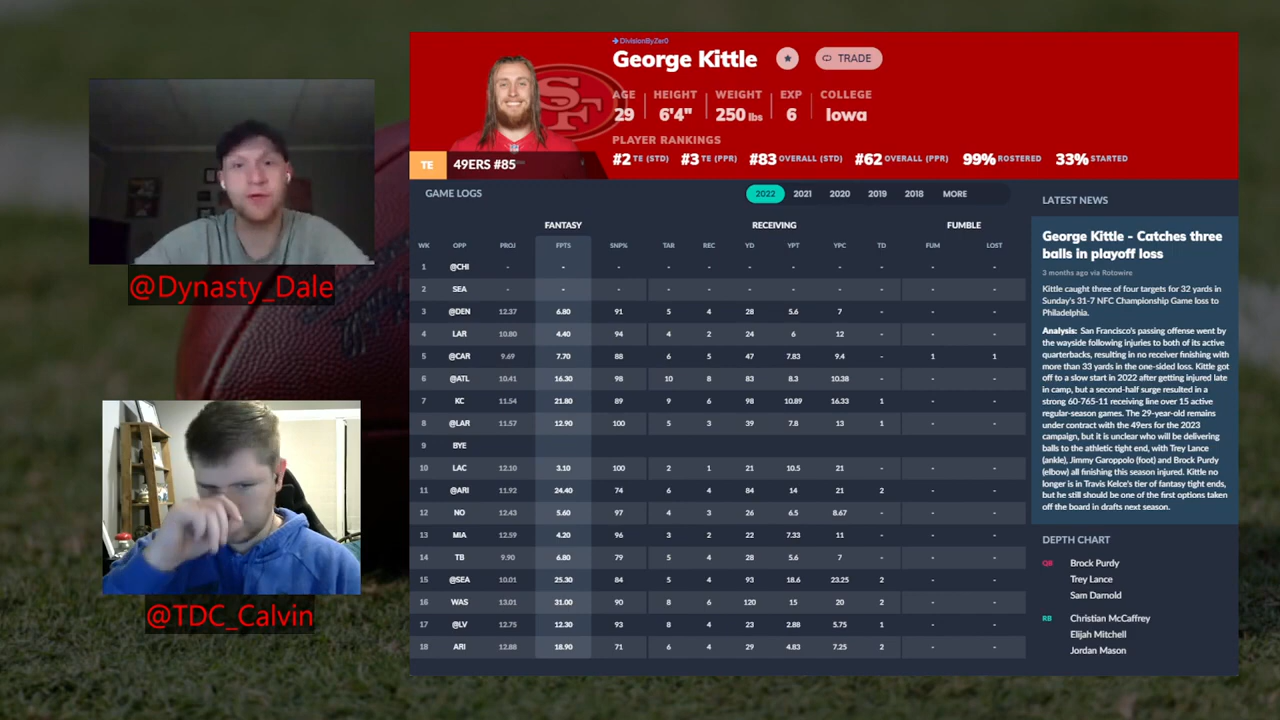 DivisionByZer0
George Kittle
TRADE
AGE HEIGHT WEIGHT EXP COLLEGE
29 6'4" 250 lbs 6 Iowa
PLAYER RANKINGS
#2 TE (STD) #3 TE (PPR) #83 OVERALL (STD) #62 OVERALL (PPR) 99% ROSTERED 33% STARTED
SF
TE 49ERS #85
GAME LOGS 2022 2021 2020 2019 2018 MORE
FANTASY RECEIVING FUMBLE
WK OPP PROJ FPTS SNP% TAR REC YD YPT YPC TD FUM LOST
1 @CHI - - - - - - - - - - -
2 SEA - - - - - - - - - - -
3 @DEN 12.37 6.80 91 5 4 28 5.6 7 - - -
4 LAR 10.80 4.40 94 4 2 24 6 12 - - -
5 @CAR 9.69 7.70 88 6 5 47 7.83 9.4 - 1 1
6 @ATL 10.41 16.30 98 10 8 83 8.3 10.38 - - -
7 KC 11.54 21.80 89 9 6 98 10.89 16.33 1 - -
8 @LAR 11.57 12.90 100 5 3 39 7.8 13 1 - -
9 BYE
10 LAC 12.10 3.10 100 2 1 21 10.5 21 - - -
11 @ARI 11.92 24.40 74 6 4 84 14 21 2 - -
12 NO 12.43 5.60 97 4 3 26 6.5 8.67 - - -
13 MIA 12.59 4.20 96 3 2 22 7.33 11 - - -
14 TB 9.90 6.80 79 5 4 28 5.6 7 - - -
15 @SEA 10.01 25.30 84 5 4 93 18.6 23.25 2 - -
16 WAS 13.01 31.00 90 8 6 120 15 20 2 - -
17 @LV 12.75 12.30 93 8 4 23 2.88 5.75 1 - -
18 ARI 12.88 18.90 71 6 4 29 4.83 7.25 2 - -
LATEST NEWS
George Kittle - Catches three
balls in playoff loss
3 months ago via Rotowire
Kittle caught three of four targets for 32 yards in
Sunday's 31-7 NFC Championship Game loss to
Philadelphia.
Analysis: San Francisco's passing offense went by
the wayside following injuries to both of its active
quarterbacks, resulting in no receiver finishing with
more than 33 yards in the one-sided loss. Kittle got
off to a slow start in 2022 after getting injured late
in camp, but a second-half surge resulted in a
strong 60-765-11 receiving line over 15 active
regular-season games. The 29-year-old remains
under contract with the 49ers for the 2023
campaign, but it is unclear who will be delivering
balls to the athletic tight end, with Trey Lance
(ankle), Jimmy Garoppolo (foot) and Brock Purdy
(elbow) all finishing this season injured. Kittle no
longer is in Travis Kelce's tier of fantasy tight ends,
but he still should be one of the first options taken
off the board in drafts next season.
DEPTH CHART
QB Brock Purdy
Trey Lance
Sam Darnold
RB Christian McCaffrey
Elijah Mitchell
Jordan Mason
@Dynasty_Dale
@TDC_Calvin